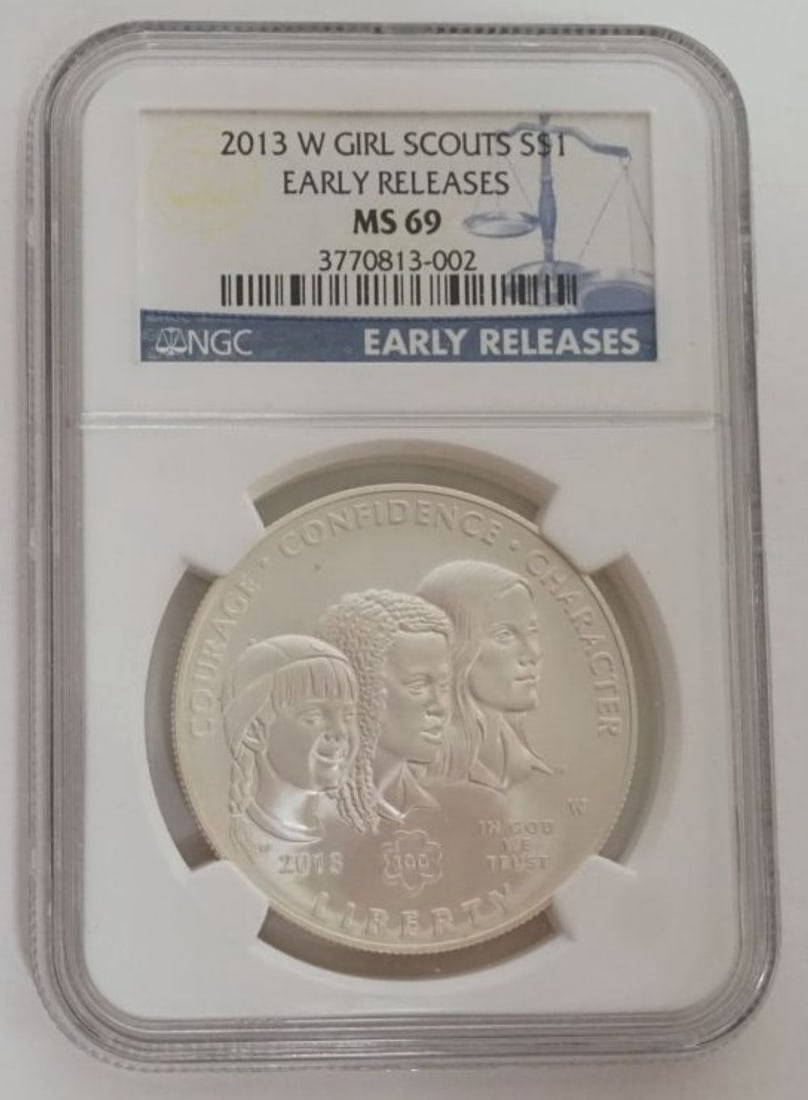 2013 W GIRL SCOUTS S$1
EARLY RELEASES
MS 69
3770813-002
NGC EARLY RELEASES
COURAGE · CONFIDENCE · CHARACTER
W
2013
100
IN GOD
WE
TRUST
LIBERTY